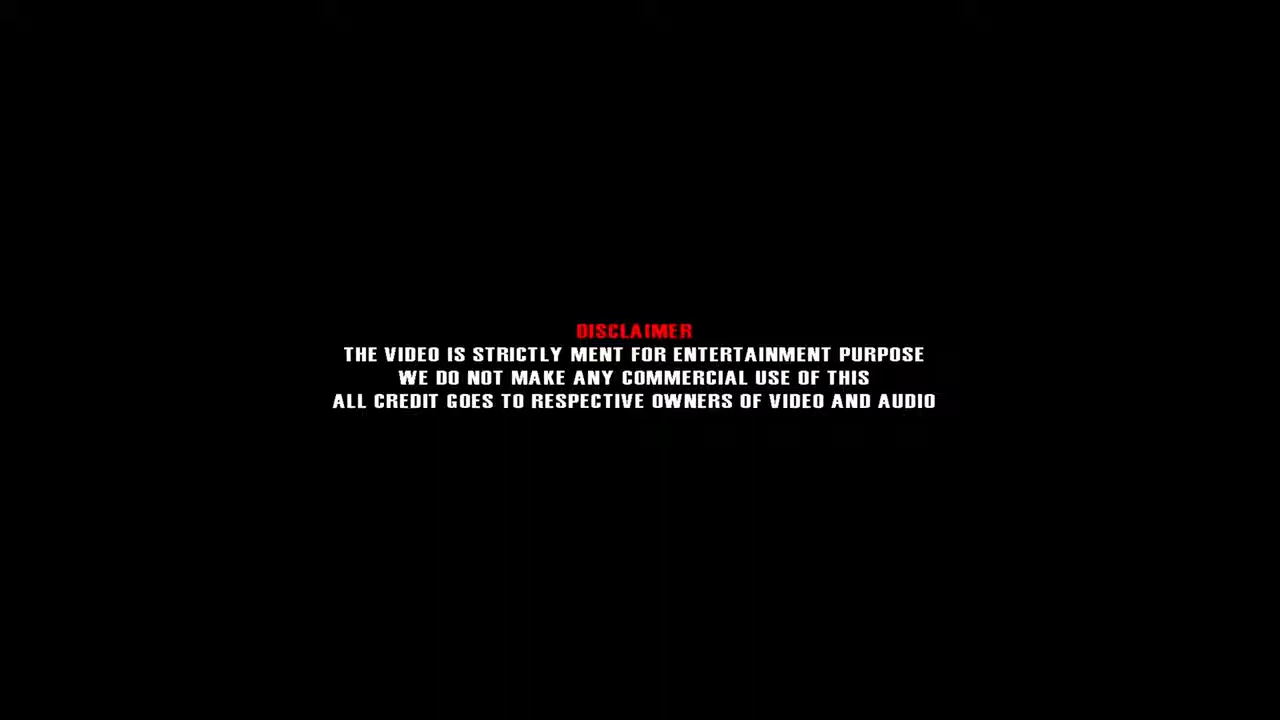 DISCLAIMER
THE VIDEO IS STRICTLY MENT FOR ENTERTAINMENT PURPOSE
WE DO NOT MAKE ANY COMMERCIAL USE OF THIS
ALL CREDIT GOES TO RESPECTIVE OWNERS OF VIDEO AND AUDIO